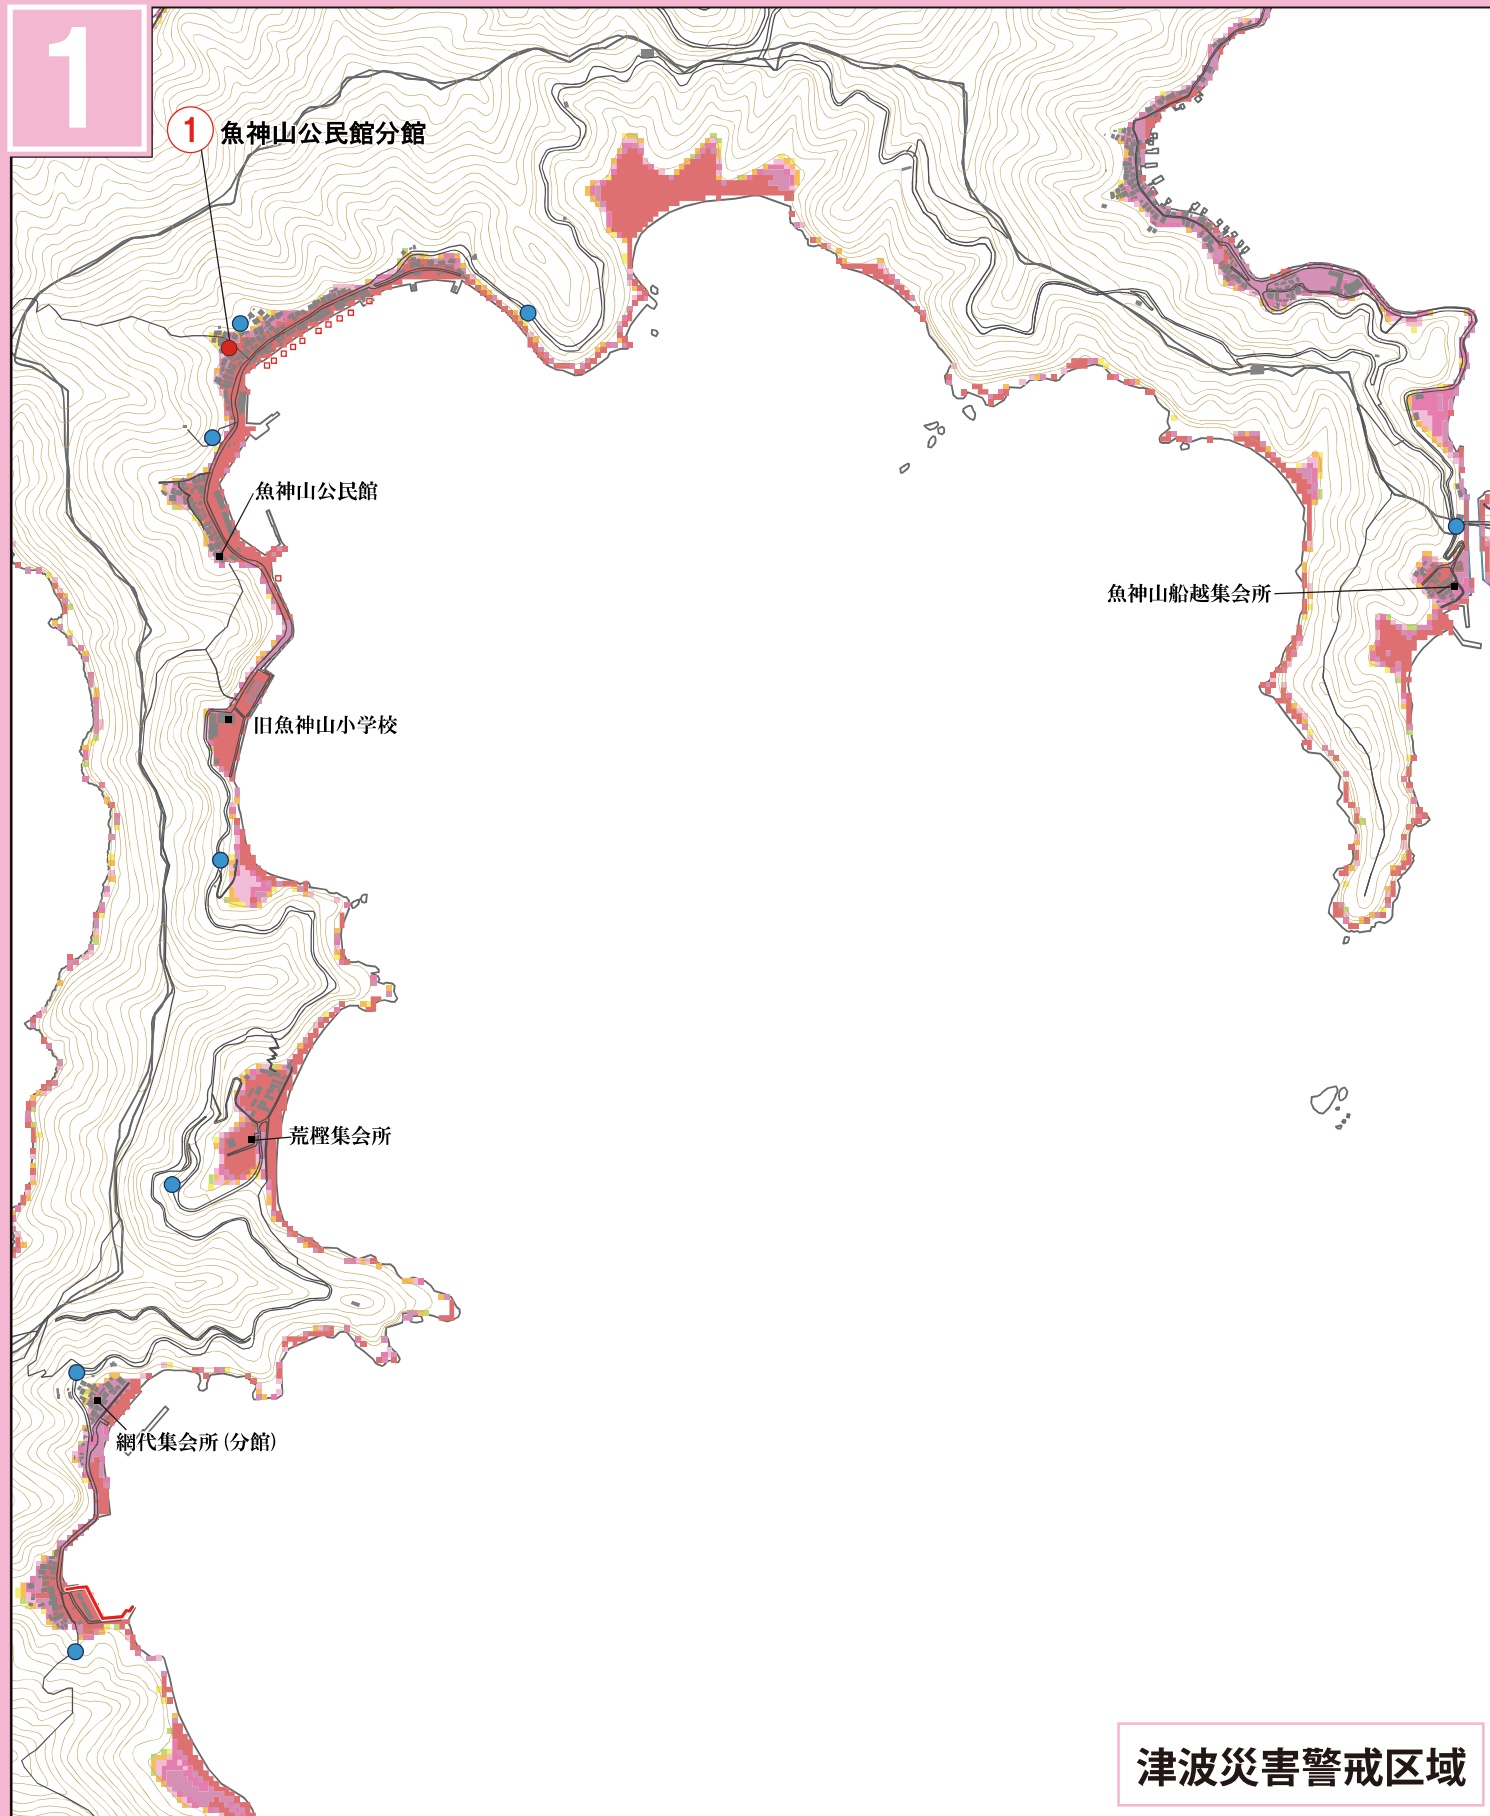 1
1 魚神山公民館分館
魚神山公民館
魚神山船越集会所
旧魚神山小学校
荒樫集会所
網代集会所(分館)
津波災害警戒区域